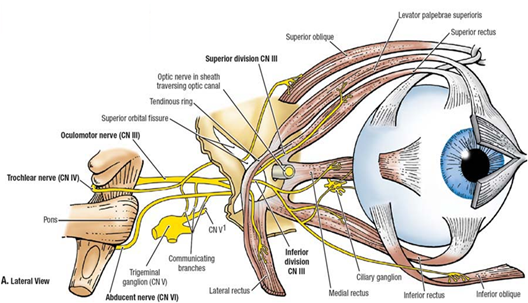 Levator palpebrae superioris
Superior oblique
Superior rectus
Superior division CN III
Optic nerve in sheath
traversing optic canal
Tendinous ring
Superior orbital fissure
Oculomotor nerve (CN III)
Trochlear nerve (CN IV)
Pons
CN V1
A. Lateral View
Trigeminal
ganglion (CN V)
Communicating
branches
Abducent nerve (CN VI)
Lateral rectus
Inferior
division
CN III
Medial rectus
Ciliary ganglion
Inferior rectus
Inferior oblique